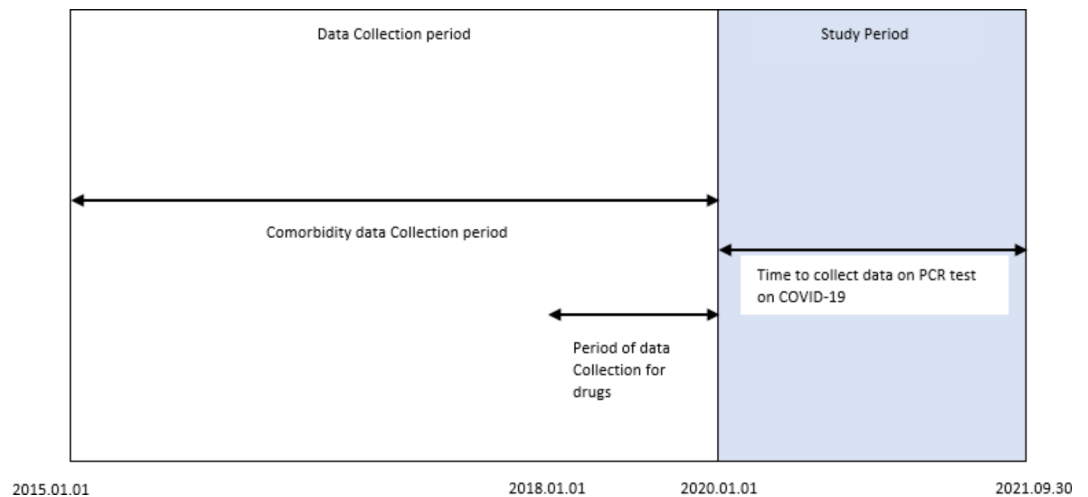 Data Collection period
Study Period
Comorbidity data Collection period
Time to collect data on PCR test
on COVID-19
Period of data
Collection for
drugs
2015.01.01
2018.01.01
2020.01.01
2021.09.30